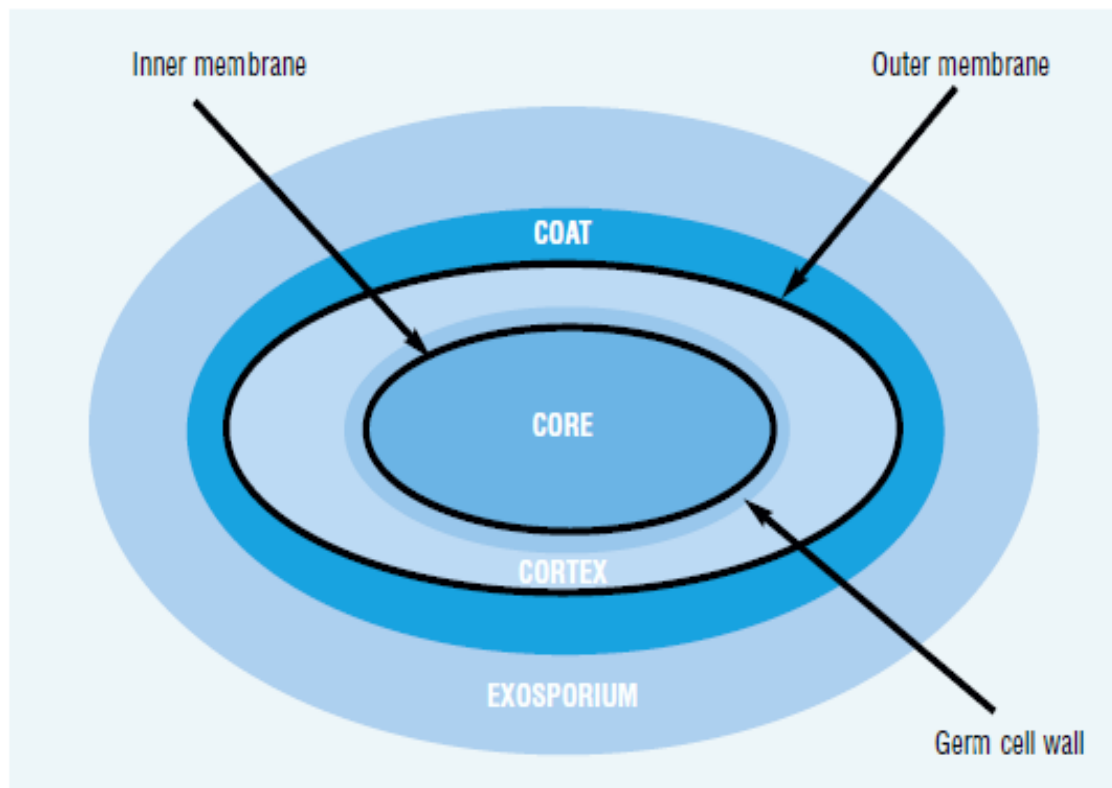 Inner membrane
Outer membrane
COAT
CORE
CORTEX
EXOSPORIUM
Germ cell wall